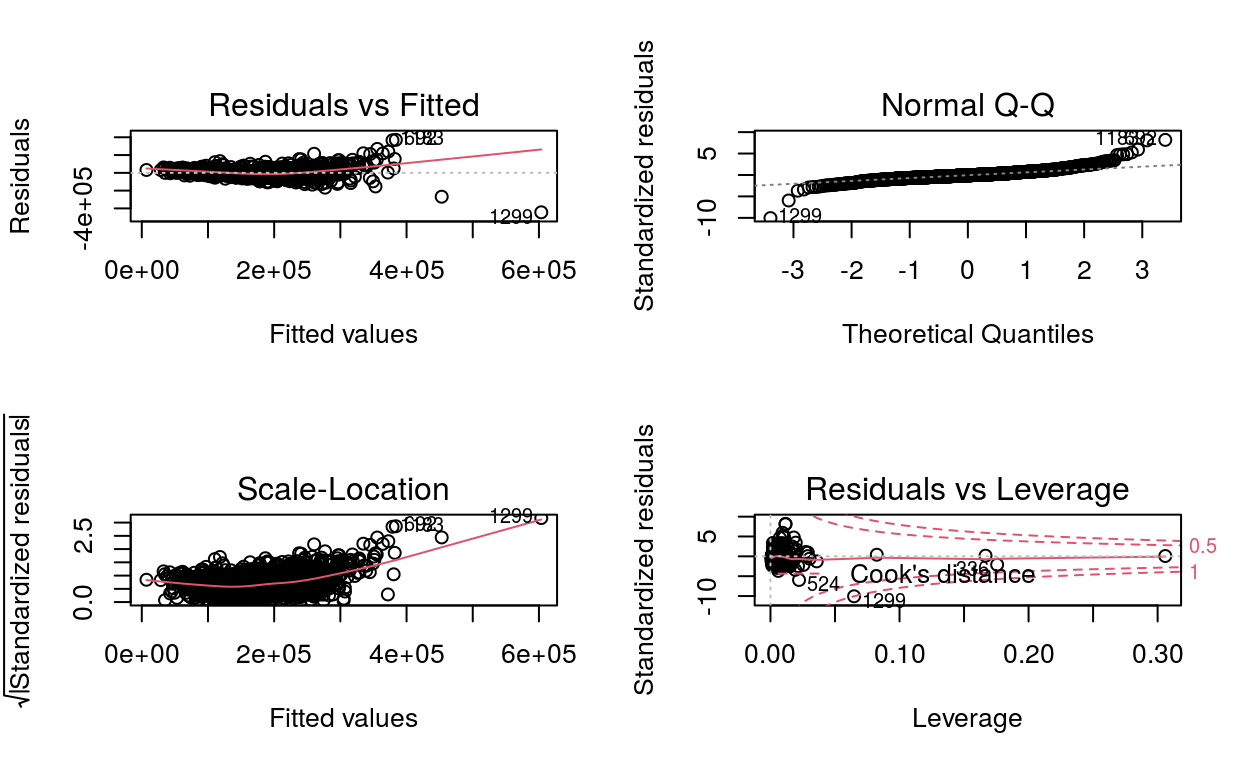 Residuals vs Fitted
Residuals
-4e+05
1299
0e+00 2e+05 4e+05 6e+05
Fitted values
Normal Q-Q
Standardized residuals
5
-10
1299
-3 -2 -1 0 1 2 3
Theoretical Quantiles
Scale-Location
√|Standardized residuals|
2.5
0.0
1299
0e+00 2e+05 4e+05 6e+05
Fitted values
Residuals vs Leverage
Standardized residuals
5
-10
0.5
1
Cook's distance
336
524
1299
0.00 0.10 0.20 0.30
Leverage